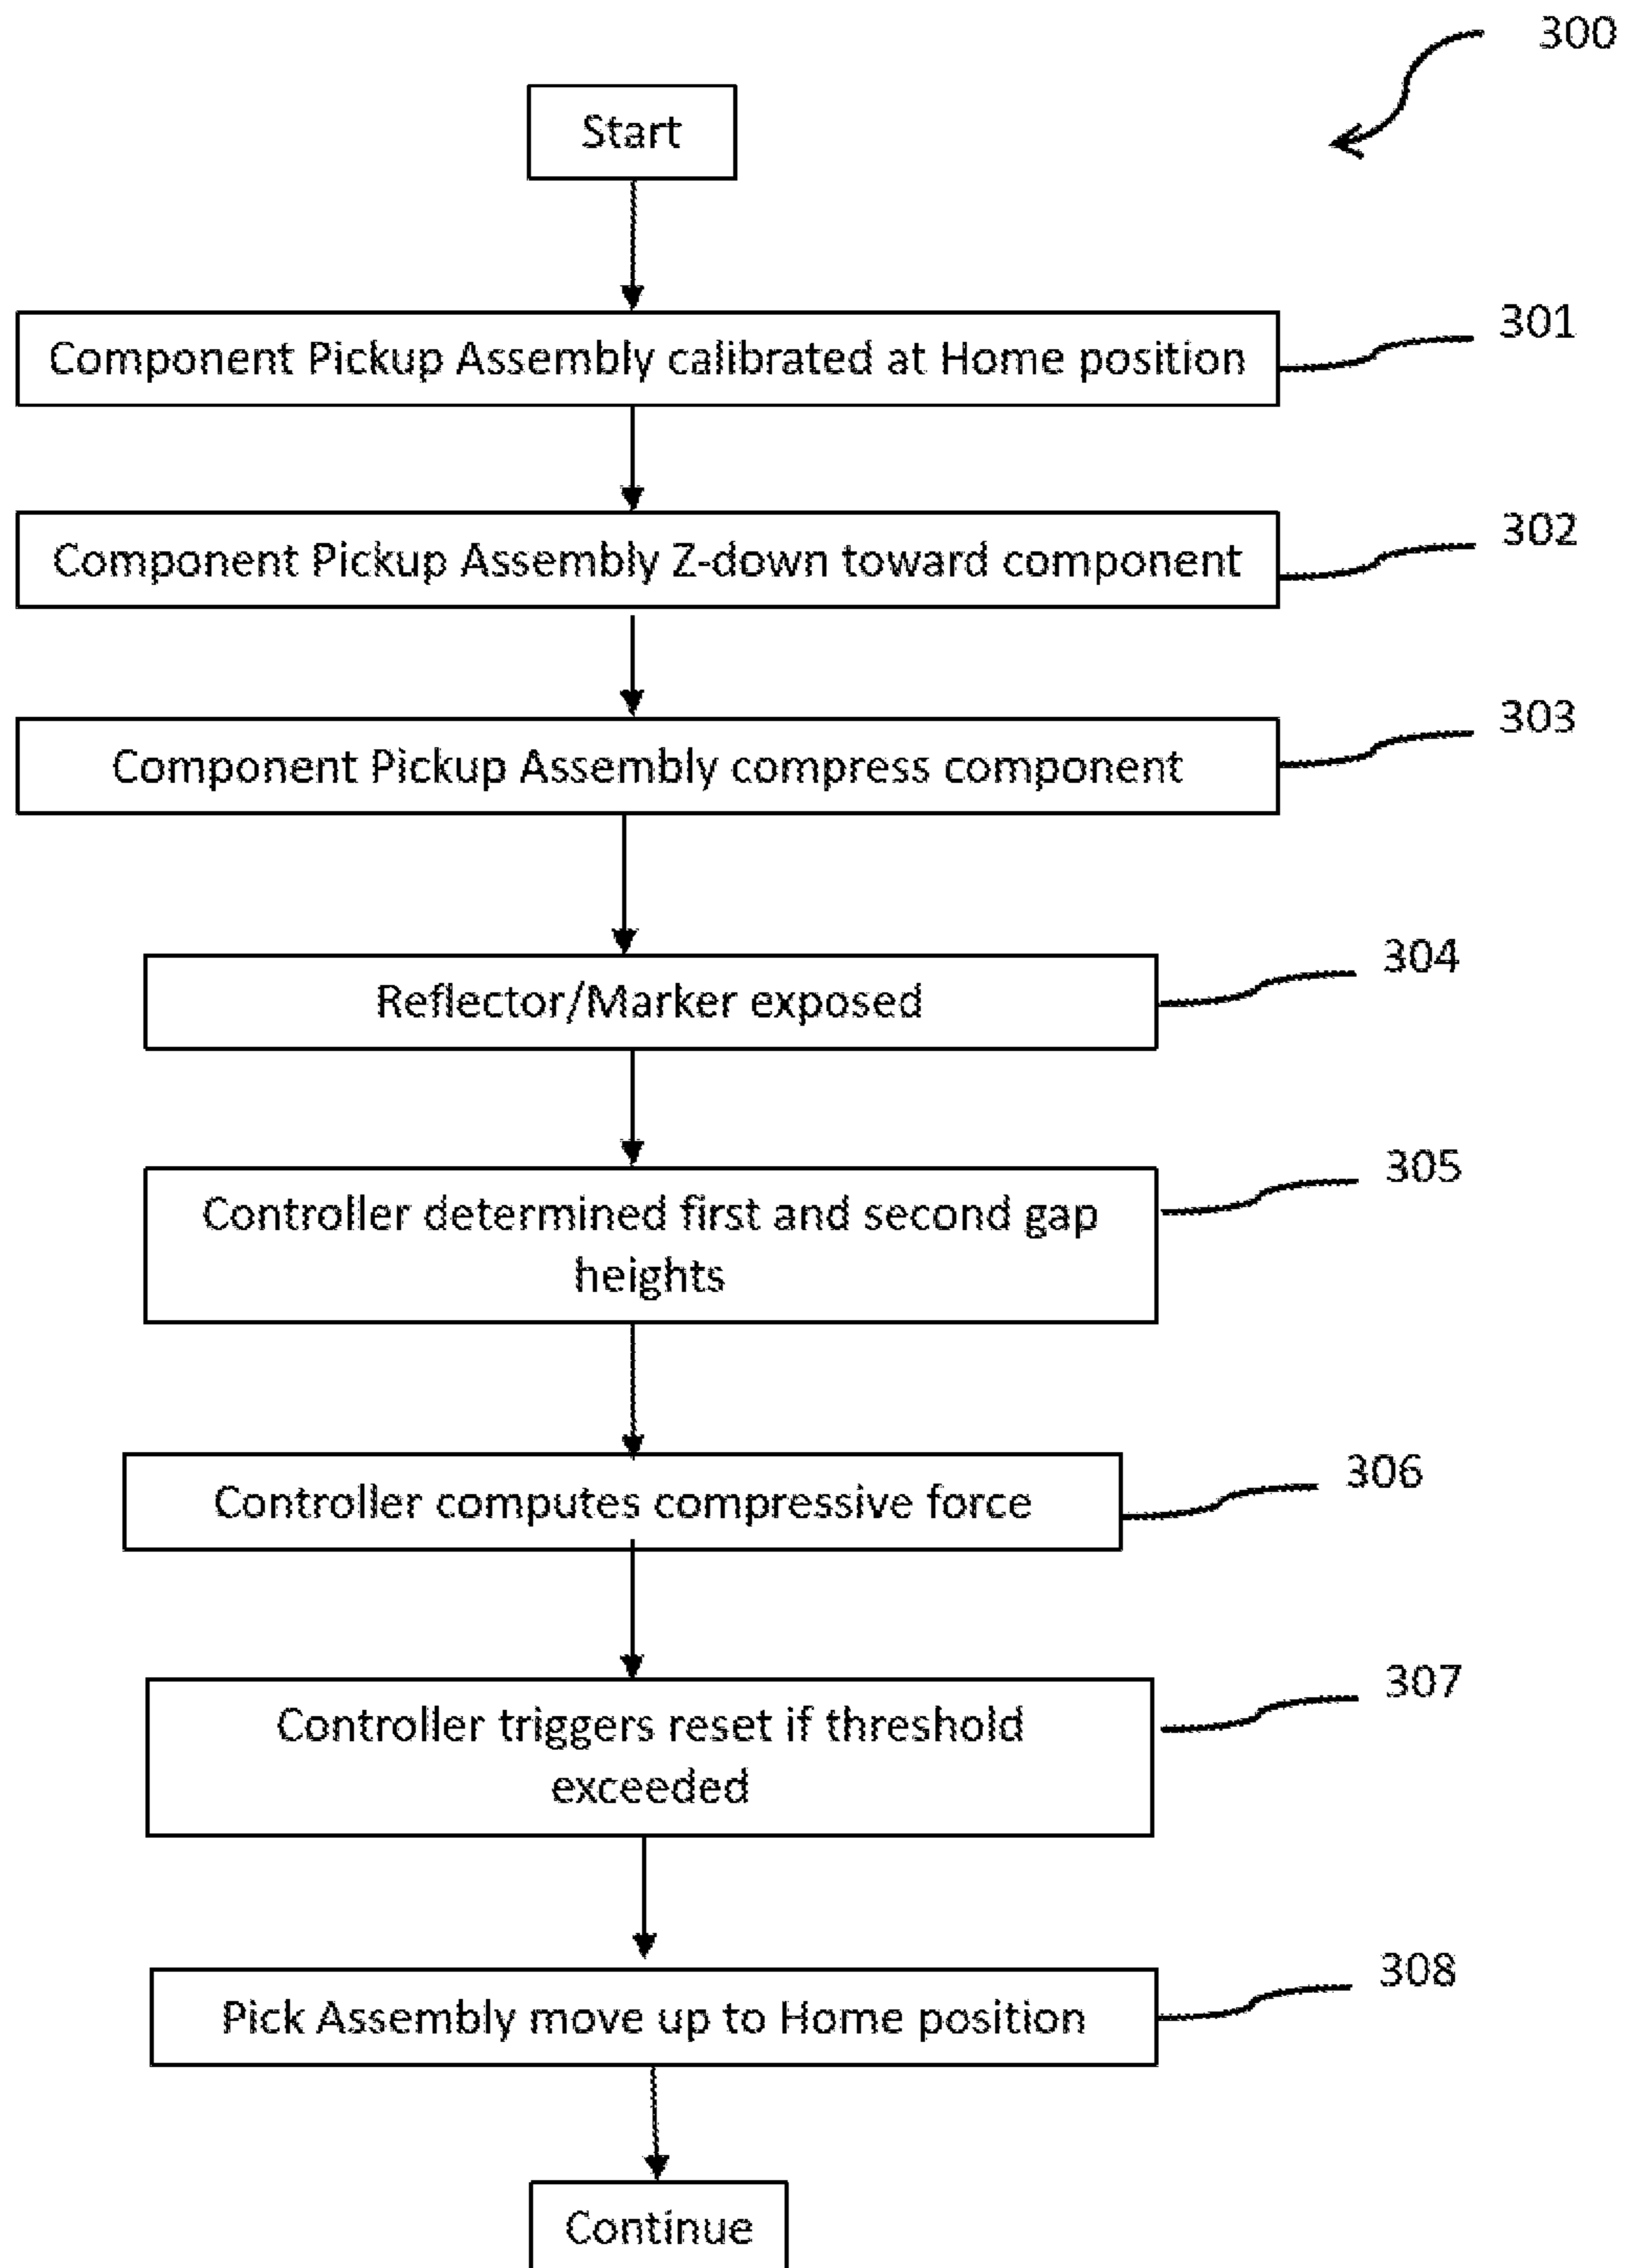 300
Start
Component Pickup Assembly calibrated at Home position
301
Component Pickup Assembly Z-down toward component
302
Component Pickup Assembly compress component
303
Reflector/Marker exposed
304
Controller determined first and second gap
heights
305
Controller computes compressive force
306
Controller triggers reset if threshold
exceeded
307
Pick Assembly move up to Home position
308
Continue